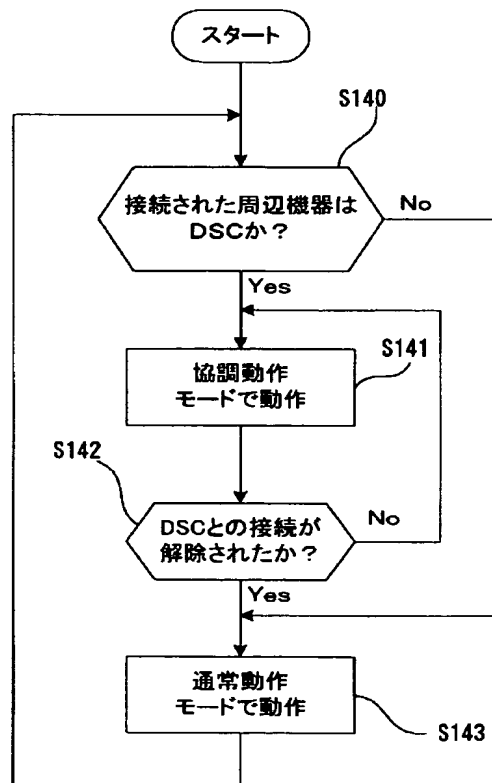 スタート
S140
接続された周辺機器は
DSCか？
No
Yes
協調動作
モードで動作
S141
S142
DSCとの接続が
解除されたか？
No
Yes
通常動作
モードで動作
S143